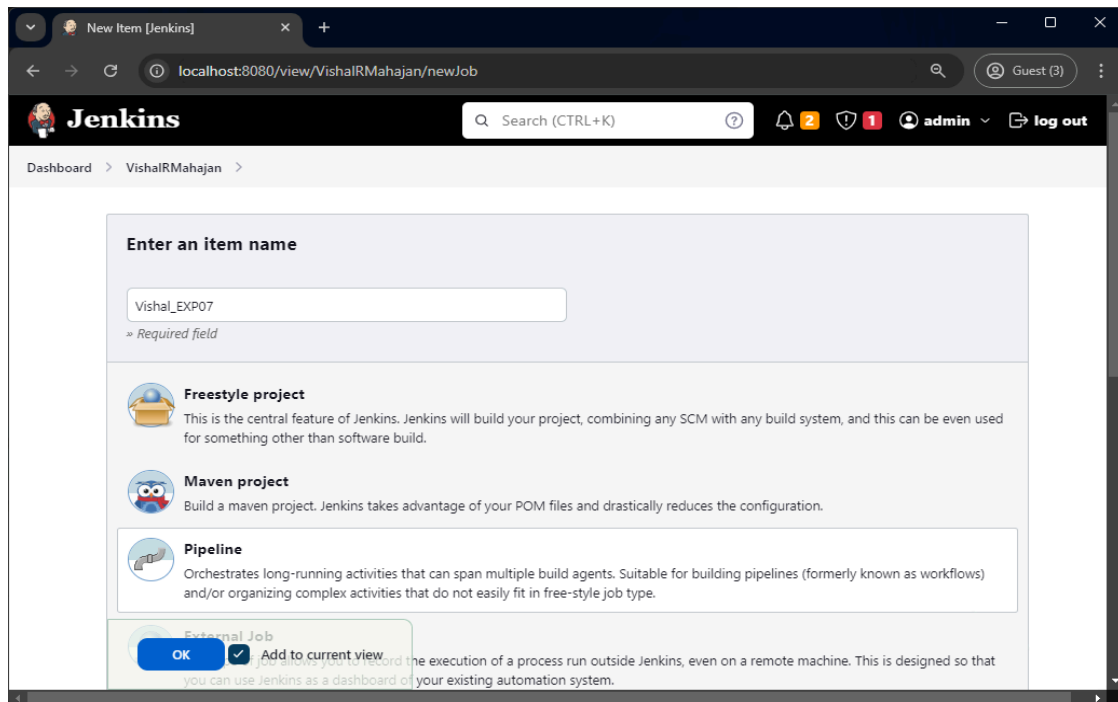 New Item [Jenkins]
localhost:8080/view/VishalRMahajan/newJob
Guest (3)
Jenkins
Search (CTRL+K)
2
1
admin
log out
Dashboard
VishalRMahajan
Enter an item name
Vishal_EXP07
» Required field
Freestyle project
This is the central feature of Jenkins. Jenkins will build your project, combining any SCM with any build system, and this can be even used
for something other than software build.
Maven project
Build a maven project. Jenkins takes advantage of your POM files and drastically reduces the configuration.
Pipeline
Orchestrates long-running activities that can span multiple build agents. Suitable for building pipelines (formerly known as workflows)
and/or organizing complex activities that do not easily fit in free-style job type.
External Job
OK
Add to current view
job allows you to record the execution of a process run outside Jenkins, even on a remote machine. This is designed so that
you can use Jenkins as a dashboard of your existing automation system.